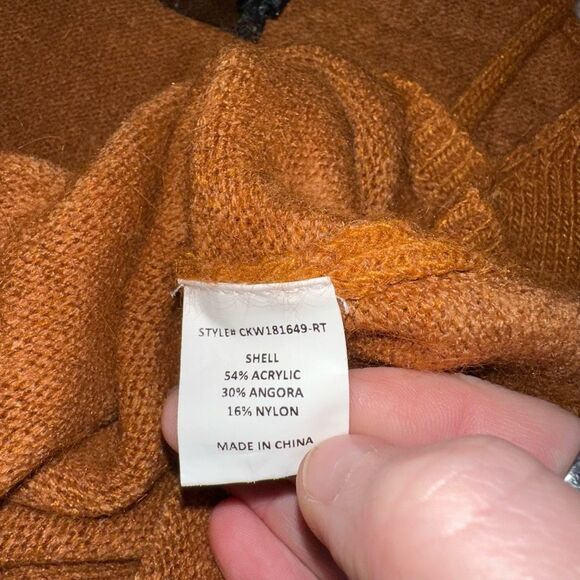 STYLE# CKW181649-RT
SHELL
54% ACRYLIC
30% ANGORA
16% NYLON
MADE IN CHINA